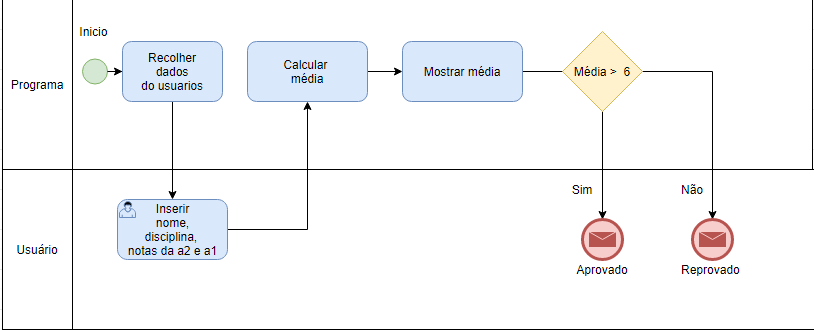 Inicio
Programa
Recolher
dados
do usuarios
Calcular
média
Mostrar média
Média >  6
Sim
Não
Usuário
Inserir
nome,
disciplina,
notas da a2 e a1
Aprovado
Reprovado